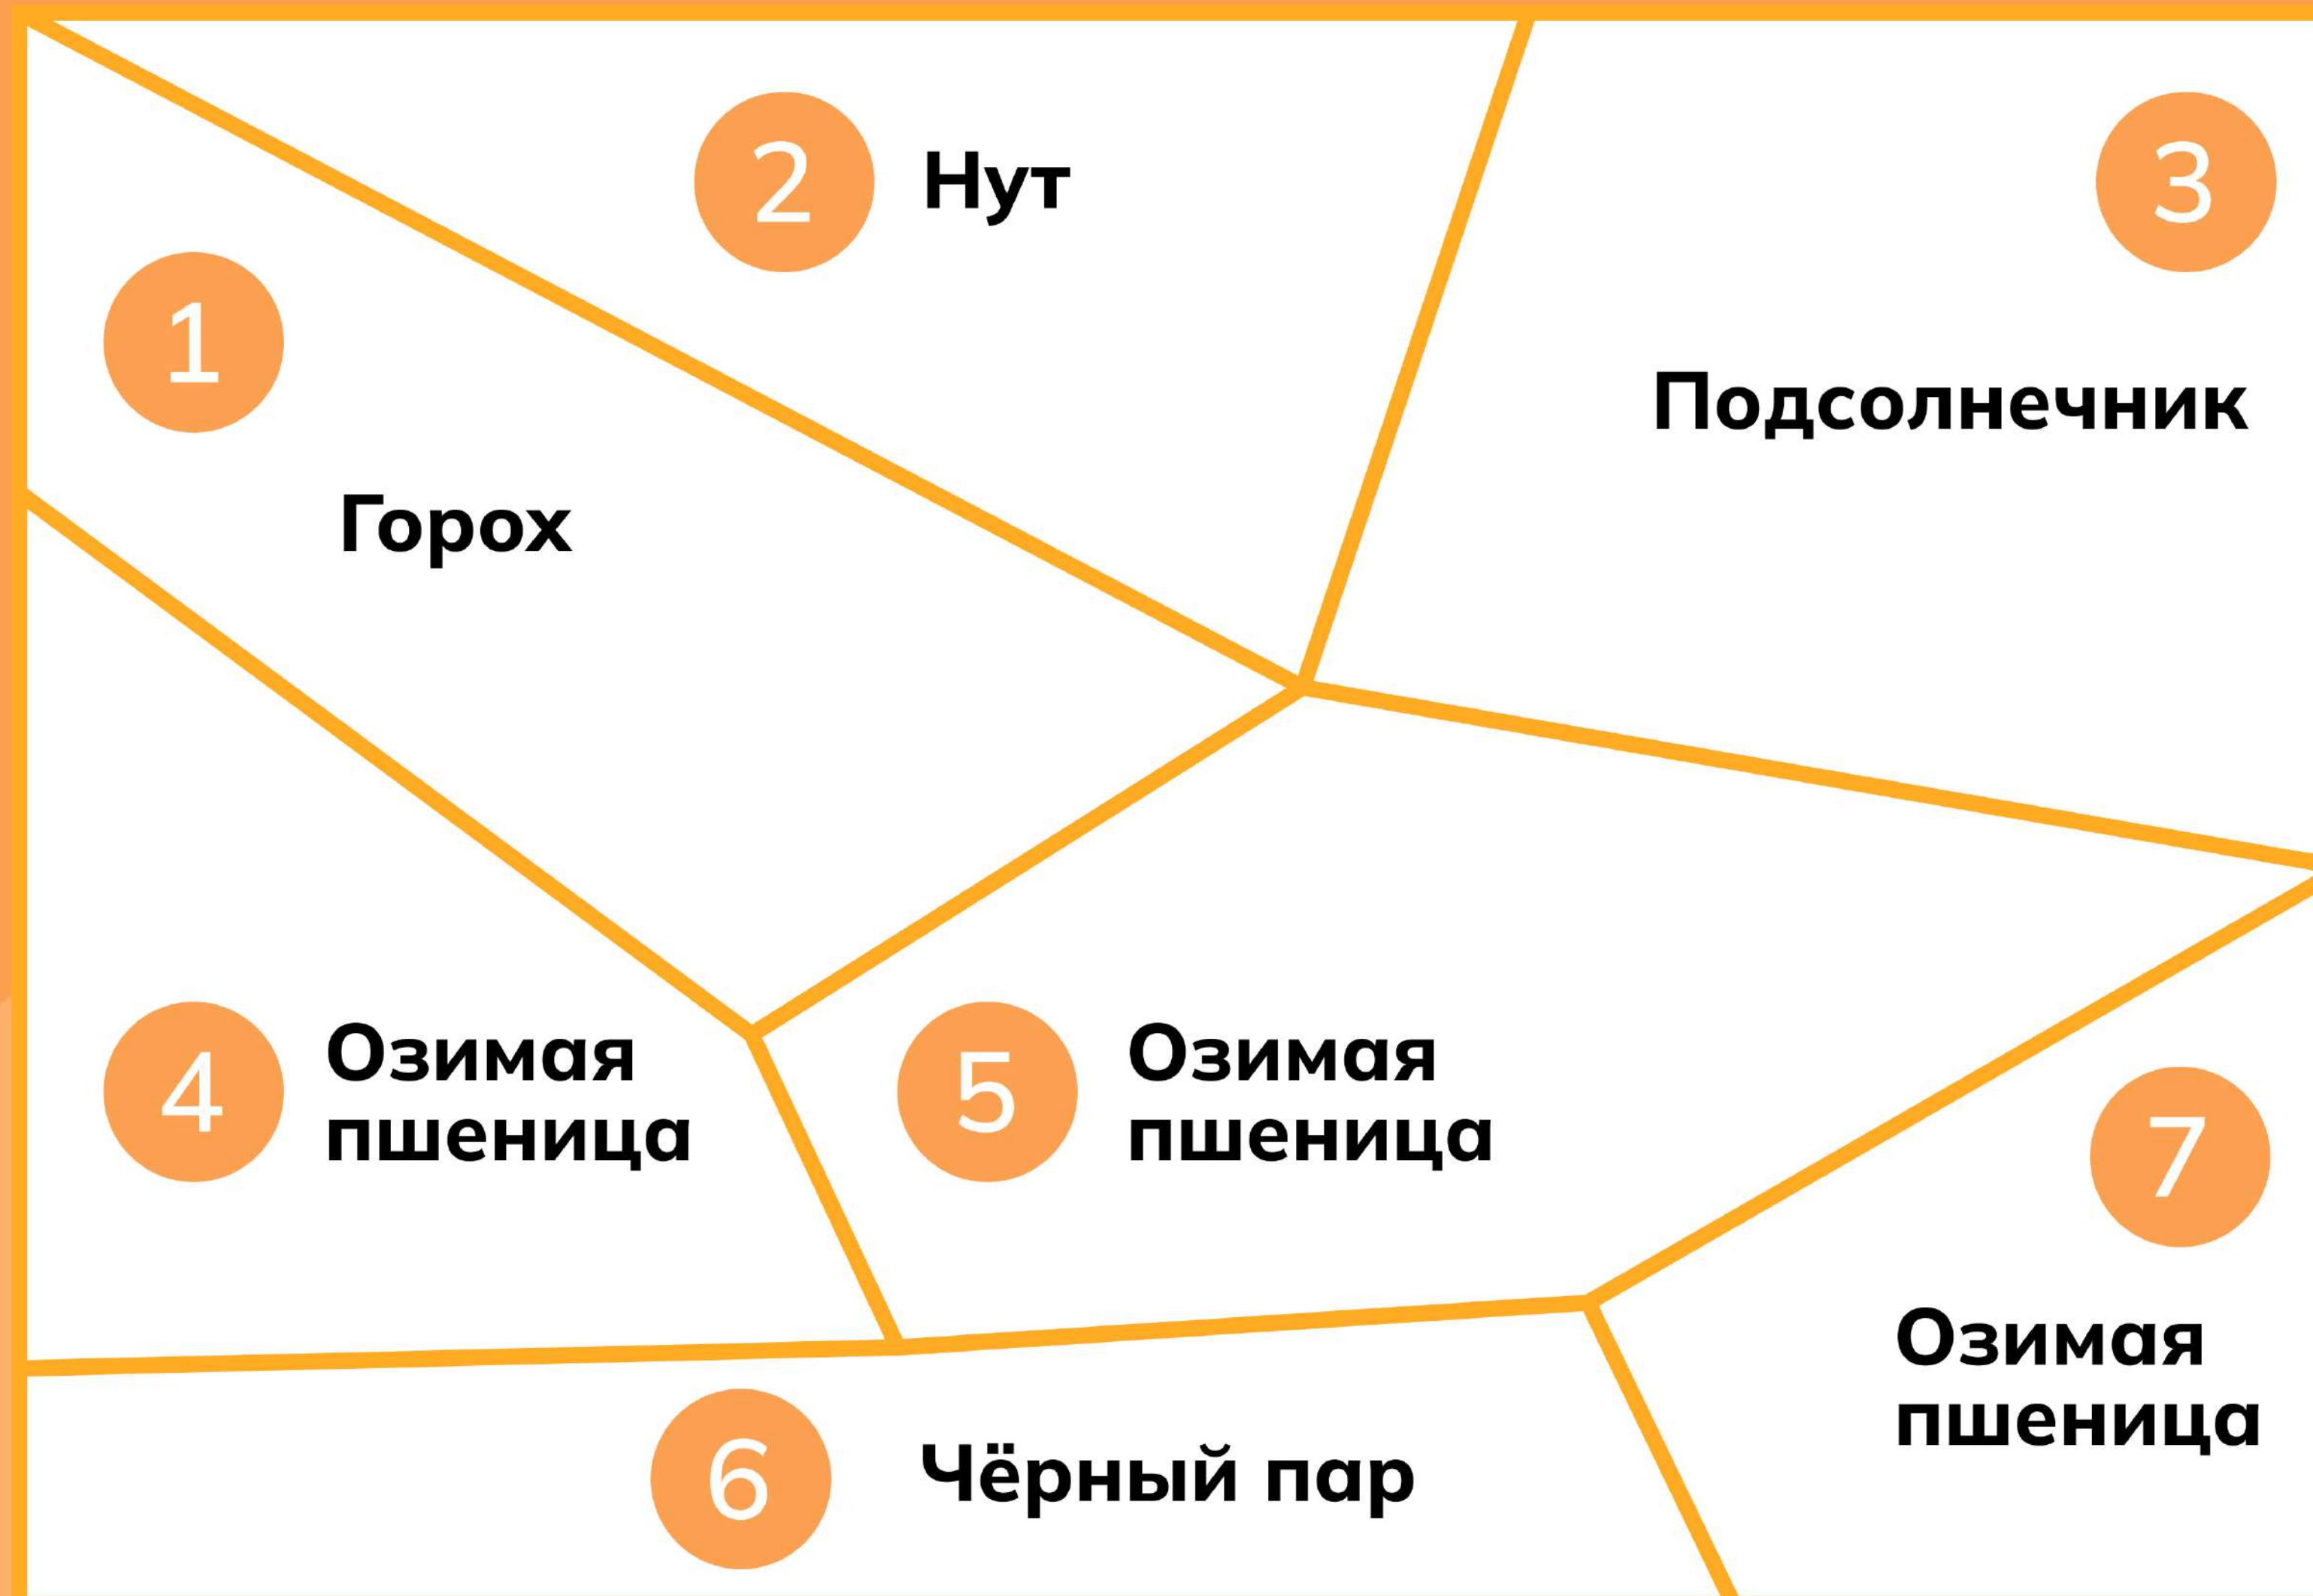 2 Нут
3
Подсолнечник
1
Горох
4 Озимая
пшеница
5 Озимая
пшеница
7
Озимая
пшеница
6 Чёрный пар